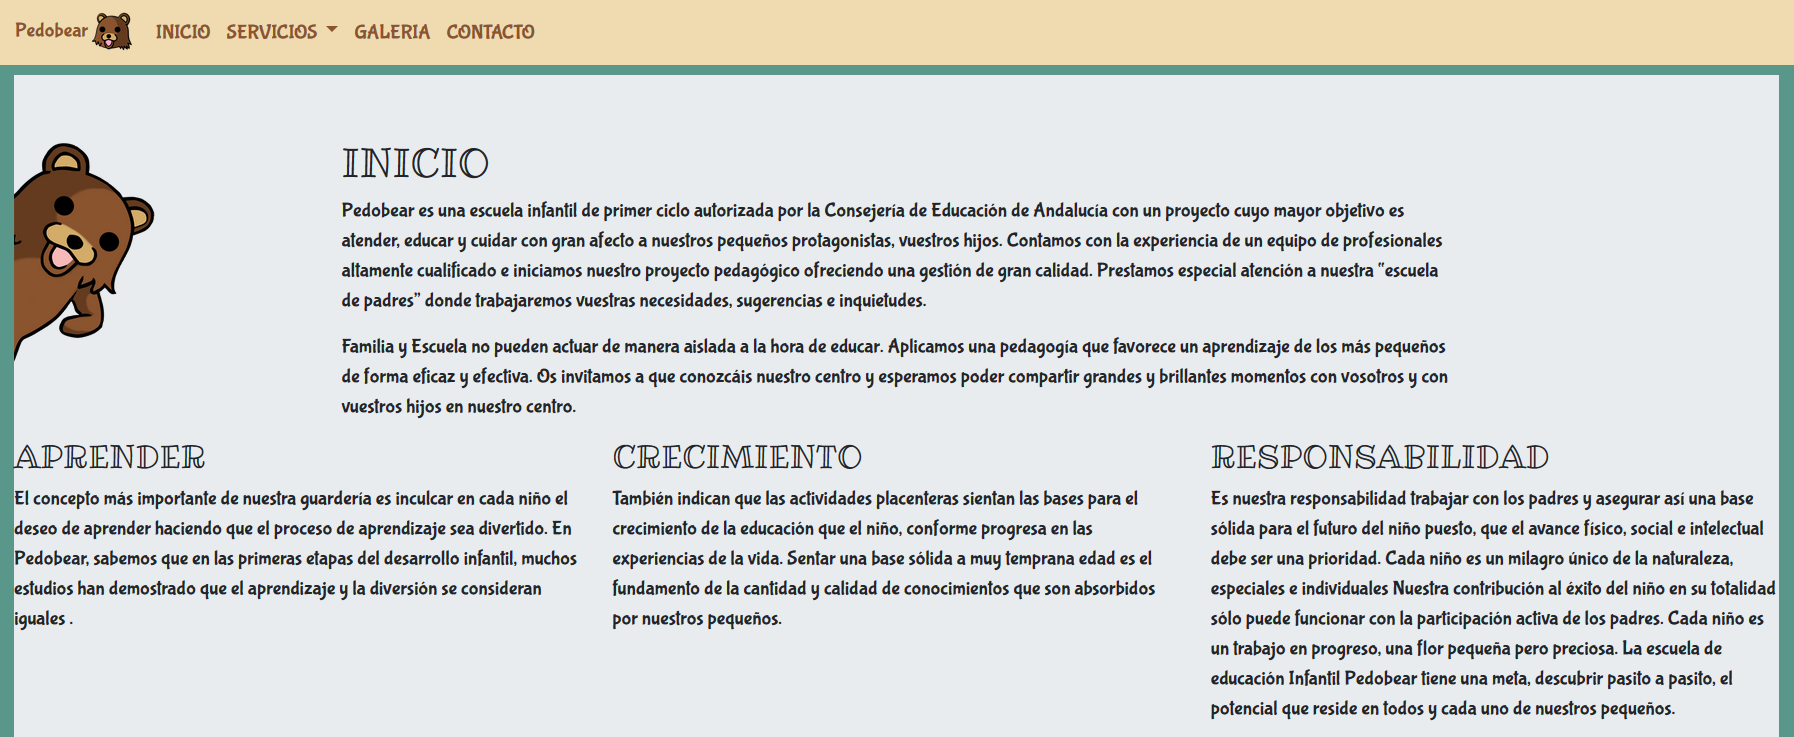 Pedobear INICIO SERVICIOS GALERIA CONTACTO
INICIO
Pedobear es una escuela infantil de primer ciclo autorizada por la Consejería de Educación de Andalucía con un proyecto cuyo mayor objetivo es
atender, educar y cuidar con gran afecto a nuestros pequeños protagonistas, vuestros hijos. Contamos con la experiencia de un equipo de profesionales
altamente cualificado e iniciamos nuestro proyecto pedagógico ofreciendo una gestión de gran calidad. Prestamos especial atención a nuestra “escuela
de padres” donde trabajaremos vuestras necesidades, sugerencias e inquietudes.
Familia y Escuela no pueden actuar de manera aislada a la hora de educar. Aplicamos una pedagogía que favorece un aprendizaje de los más pequeños
de forma eficaz y efectiva. Os invitamos a que conozcáis nuestro centro y esperamos poder compartir grandes y brillantes momentos con vosotros y con
vuestros hijos en nuestro centro.
APRENDER
El concepto más importante de nuestra guardería es inculcar en cada niño el
deseo de aprender haciendo que el proceso de aprendizaje sea divertido. En
Pedobear, sabemos que en las primeras etapas del desarrollo infantil, muchos
estudios han demostrado que el aprendizaje y la diversión se consideran
iguales .
CRECIMIENTO
También indican que las actividades placenteras sientan las bases para el
crecimiento de la educación que el niño, conforme progresa en las
experiencias de la vida. Sentar una base sólida a muy temprana edad es el
fundamento de la cantidad y calidad de conocimientos que son absorbidos
por nuestros pequeños.
RESPONSABILIDAD
Es nuestra responsabilidad trabajar con los padres y asegurar así una base
sólida para el futuro del niño puesto, que el avance físico, social e intelectual
debe ser una prioridad. Cada niño es un milagro único de la naturaleza,
especiales e individuales Nuestra contribución al éxito del niño en su totalidad
sólo puede funcionar con la participación activa de los padres. Cada niño es
un trabajo en progreso, una flor pequeña pero preciosa. La escuela de
educación Infantil Pedobear tiene una meta, descubrir pasito a pasito, el
potencial que reside en todos y cada uno de nuestros pequeños.